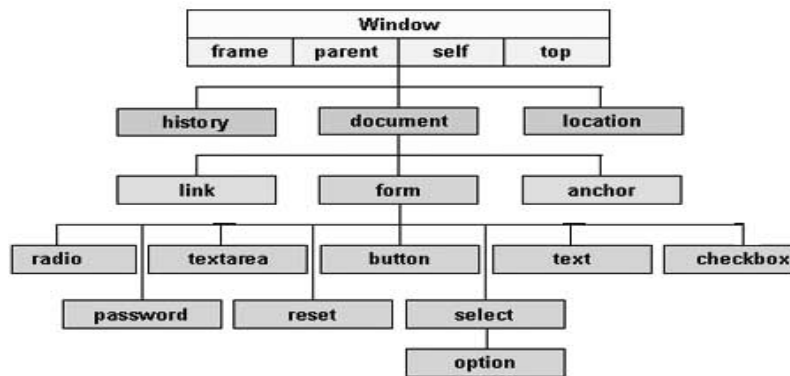 Window
frame parent self top
history document location
link form anchor
radio textarea button text checkbox
password reset select
option